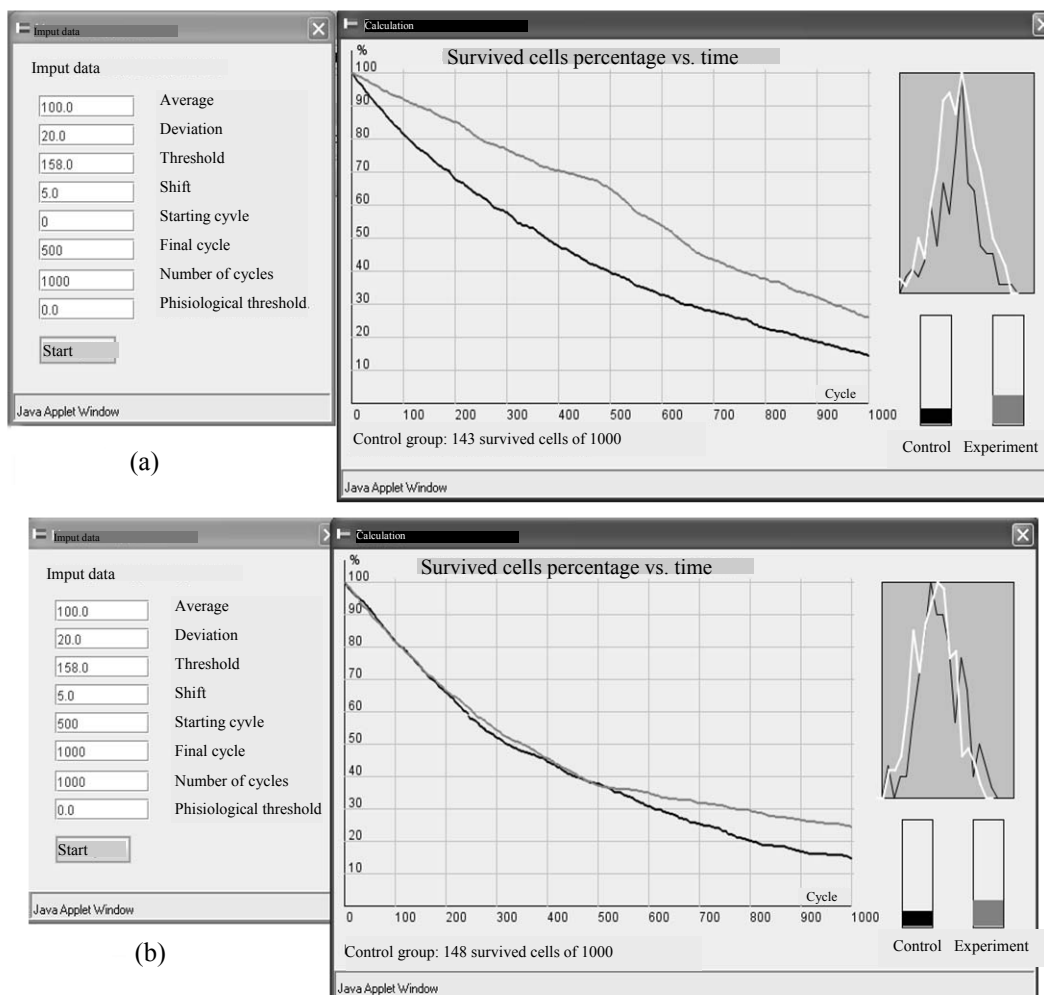 Imput data
Imput data
100.0 Average
20.0 Deviation
158.0 Threshold
5.0 Shift
0 Starting cyvle
500 Final cycle
1000 Number of cycles
0.0 Phisiological threshold.
Start
Java Applet Window
(a)
Calculation
Survived cells percentage vs. time
%
100
90
80
70
60
50
40
30
20
10
Cycle
0 100 200 300 400 500 600 700 800 900 1000
Control group: 143 survived cells of 1000
Control Experiment
Java Applet Window
Imput data
Imput data
100.0 Average
20.0 Deviation
158.0 Threshold
5.0 Shift
500 Starting cyvle
1000 Final cycle
1000 Number of cycles
0.0 Phisiological threshold
Start
Java Applet Window
(b)
Calculation
Survived cells percentage vs. time
%
100
90
80
70
60
50
40
30
20
10
Cycle
0 100 200 300 400 500 600 700 800 900 1000
Control group: 148 survived cells of 1000
Control Experiment
Java Applet Window